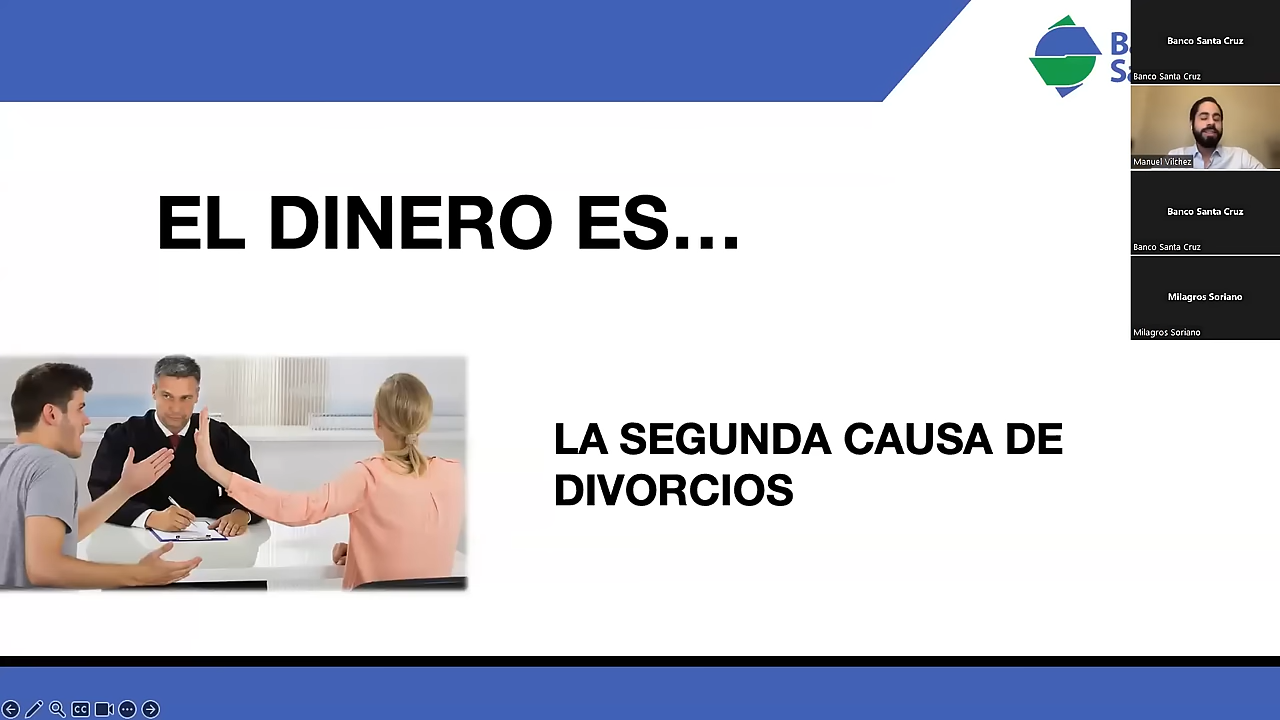 EL DINERO ES...
LA SEGUNDA CAUSA DE
DIVORCIOS
Banco Santa Cruz
Banco Santa Cruz
Manuel Vilchez
Banco Santa Cruz
Banco Santa Cruz
Milagros Soriano
Milagros Soriano
CC